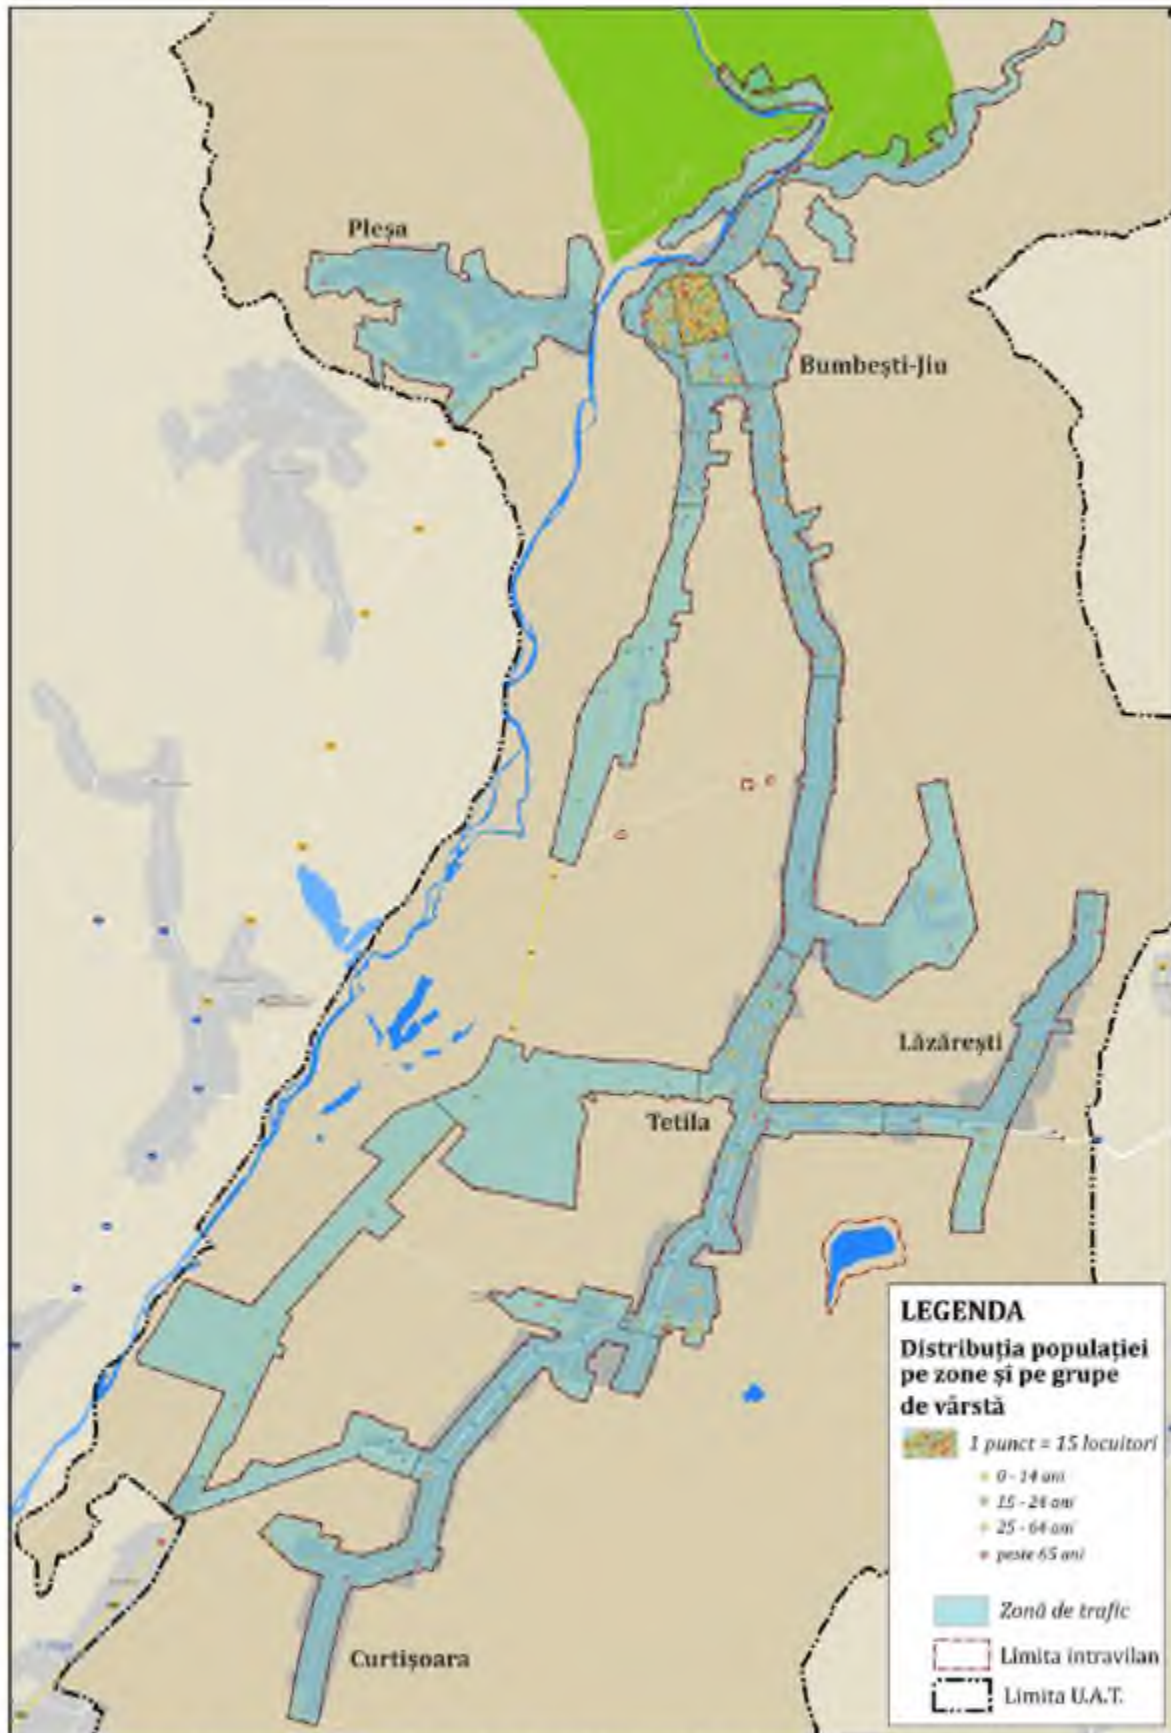 Pleșa
Bumbești-Jiu
Lăzărești
Tetila
Curtișoara
LEGENDA
Distribuția populației
pe zone și pe grupe
de vârstă
1 punct = 15 locuitori
0 - 14 ani
15 - 24 ani
25 - 64 ani
peste 65 ani
Zonă de trafic
Limita intravilan
Limita U.A.T.